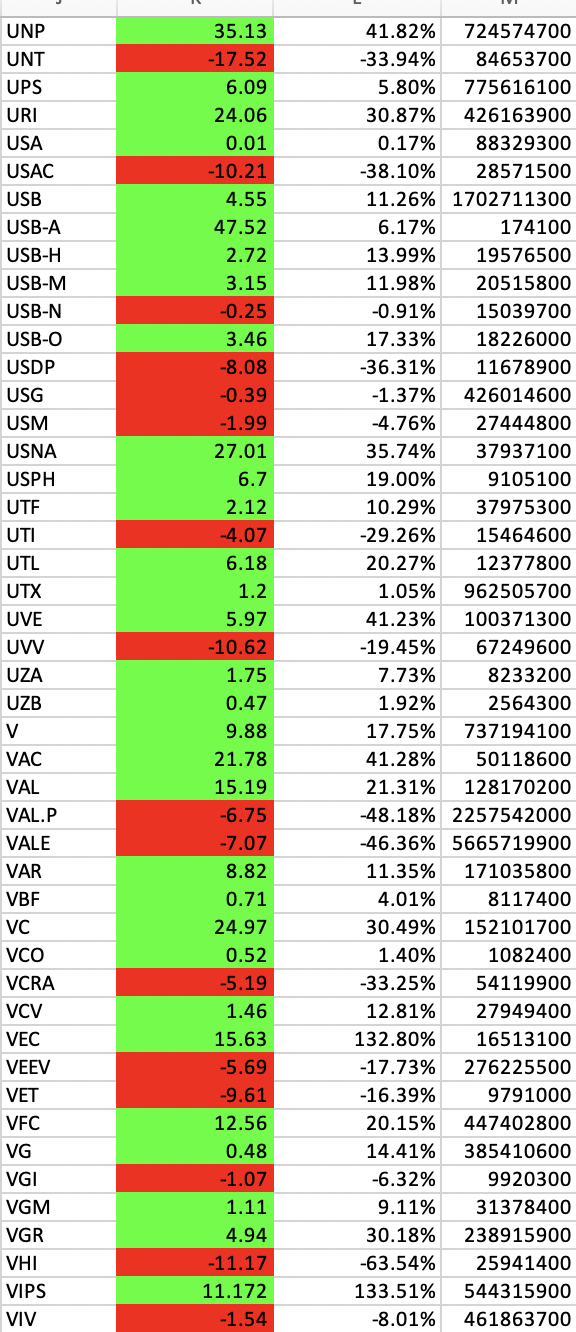 UNP 35.13 41.82% 724574700
UNT -17.52 -33.94% 84653700
UPS 6.09 5.80% 775616100
URI 24.06 30.87% 426163900
USA 0.01 0.17% 88329300
USAC -10.21 -38.10% 28571500
USB 4.55 11.26% 1702711300
USB-A 47.52 6.17% 174100
USB-H 2.72 13.99% 19576500
USB-M 3.15 11.98% 20515800
USB-N -0.25 -0.91% 15039700
USB-O 3.46 17.33% 18226000
USDP -8.08 -36.31% 11678900
USG -0.39 -1.37% 426014600
USM -1.99 -4.76% 27444800
USNA 27.01 35.74% 37937100
USPH 6.7 19.00% 9105100
UTF 2.12 10.29% 37975300
UTI -4.07 -29.26% 15464600
UTL 6.18 20.27% 12377800
UTX 1.2 1.05% 962505700
UVE 5.97 41.23% 100371300
UVV -10.62 -19.45% 67249600
UZA 1.75 7.73% 8233200
UZB 0.47 1.92% 2564300
V 9.88 17.75% 737194100
VAC 21.78 41.28% 50118600
VAL 15.19 21.31% 128170200
VAL.P -6.75 -48.18% 2257542000
VALE -7.07 -46.36% 5665719900
VAR 8.82 11.35% 171035800
VBF 0.71 4.01% 8117400
VC 24.97 30.49% 152101700
VCO 0.52 1.40% 1082400
VCRA -5.19 -33.25% 54119900
VCV 1.46 12.81% 27949400
VEC 15.63 132.80% 16513100
VEEV -5.69 -17.73% 276225500
VET -9.61 -16.39% 9791000
VFC 12.56 20.15% 447402800
VG 0.48 14.41% 385410600
VGI -1.07 -6.32% 9920300
VGM 1.11 9.11% 31378400
VGR 4.94 30.18% 238915900
VHI -11.17 -63.54% 25941400
VIPS 11.172 133.51% 544315900
VIV -1.54 -8.01% 461863700